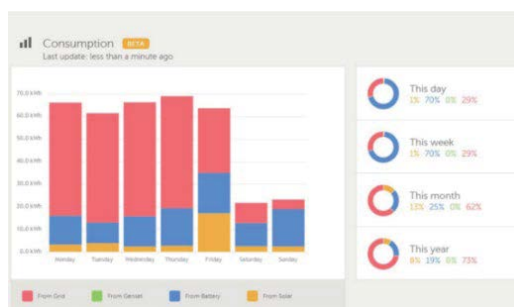 Consumption BETA
Last update: less than a minute ago
70.0 kWh
60.0 kWh
50.0 kWh
40.0 kWh
30.0 kWh
20.0 kWh
10.0 kWh
0.0 kWh
Monday Tuesday Wednesday Thursday Friday Saturday Sunday
From Grid From Genset From Battery From Solar
This day
1% 70% 0% 29%
This week
1% 70% 0% 29%
This month
13% 25% 0% 62%
This year
8% 19% 0% 73%